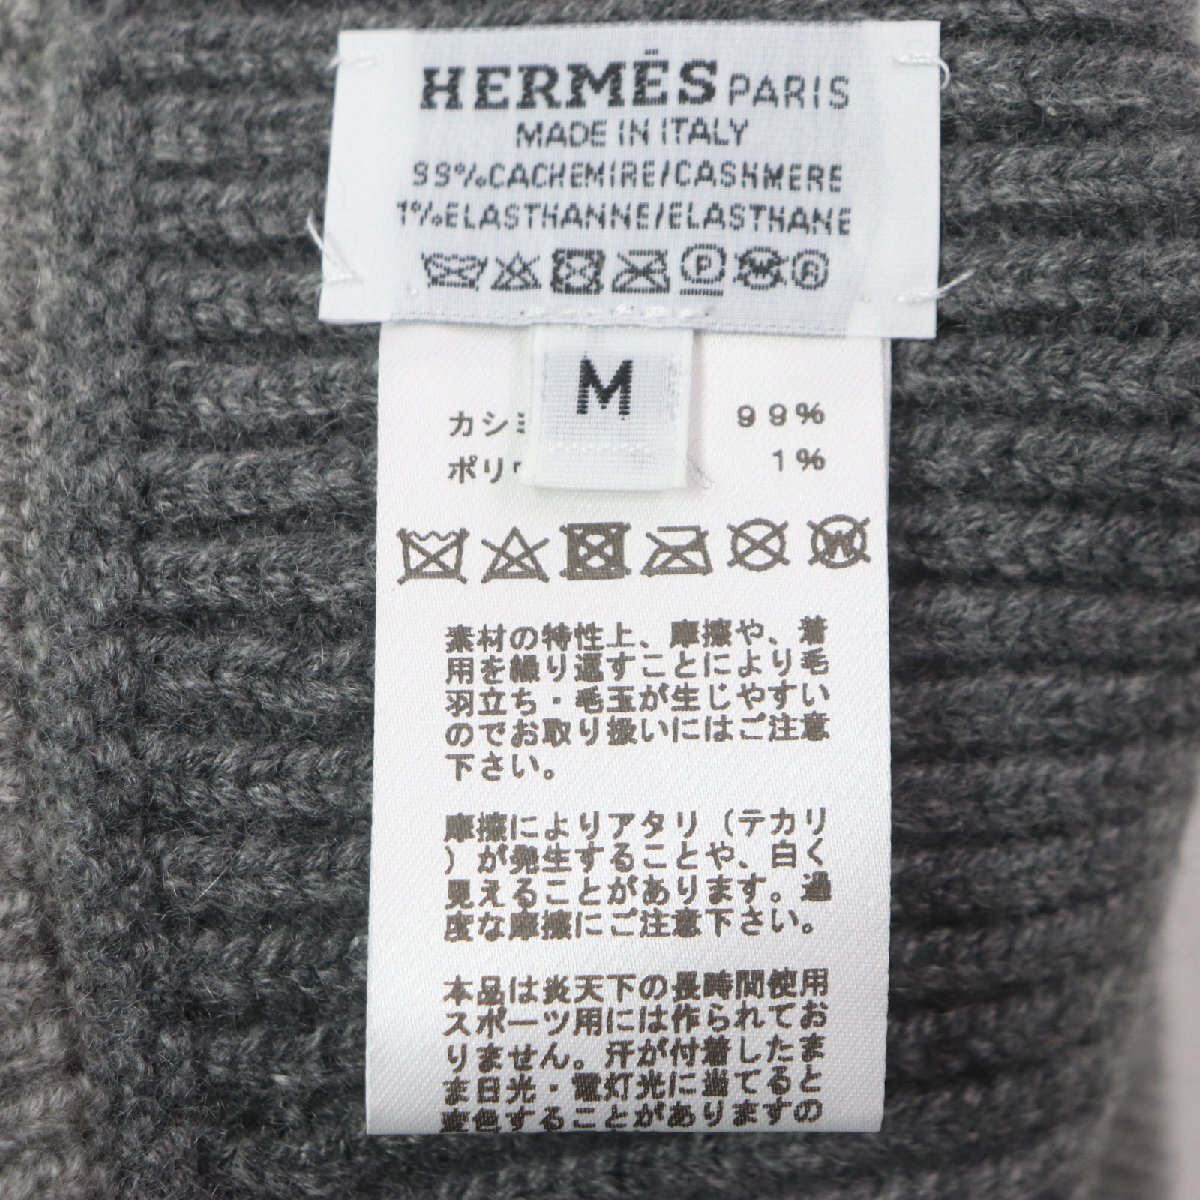 HERMĒS PARIS
MADE IN ITALY
99%CACHEMIRE/CASHMERE
1%ELASTHANNE/ELASTHANE
P W R
M
カシミ 99%
ポリ 1%
W
素材の特性上、摩擦や、着
用を繰り返すことにより毛
羽立ち・毛玉が生じやすい
のでお取り扱いにはご注意
下さい。
摩擦によりアタリ（テカリ
）が発生することや、白く
見えることがあります。過
度な摩擦にご注意下さい。
本品は炎天下の長時間使用
スポーツ用には作られてお
りません。汗が付着したま
ま日光・電灯光に当てると
変色することがありますの